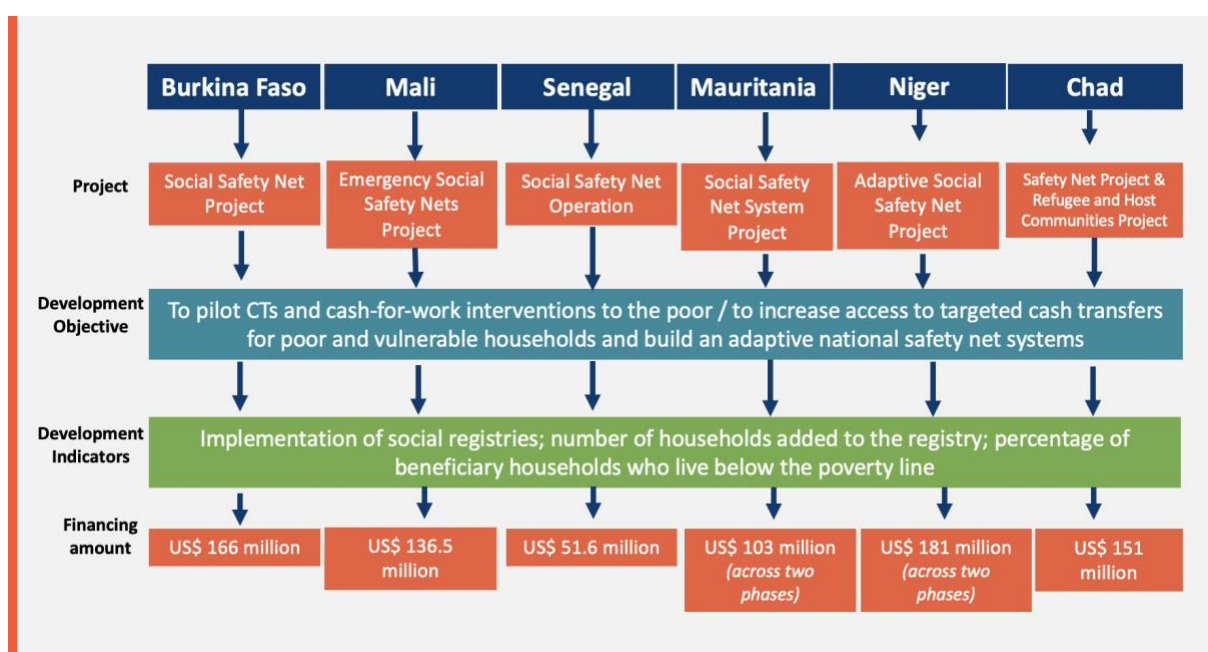 Burkina Faso
Mali
Senegal
Mauritania
Niger
Chad
Project
Social Safety Net
Project
Emergency Social
Safety Nets
Project
Social Safety Net
Operation
Social Safety
Net System
Project
Adaptive Social
Safety Net
Project
Safety Net Project &
Refugee and Host
Communities Project
Development
Objective
To pilot CTs and cash-for-work interventions to the poor / to increase access to targeted cash transfers
for poor and vulnerable households and build an adaptive national safety net systems
Development
Indicators
Implementation of social registries; number of households added to the registry; percentage of
beneficiary households who live below the poverty line
Financing
amount
US$ 166 million
US$ 136.5
million
US$ 51.6 million
US$ 103 million
(across two
phases)
US$ 181 million
(across two
phases)
US$ 151
million